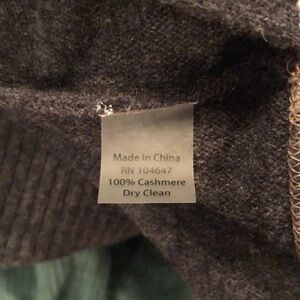 Made in China
RN 104647
100% Cashmere
Dry Clean